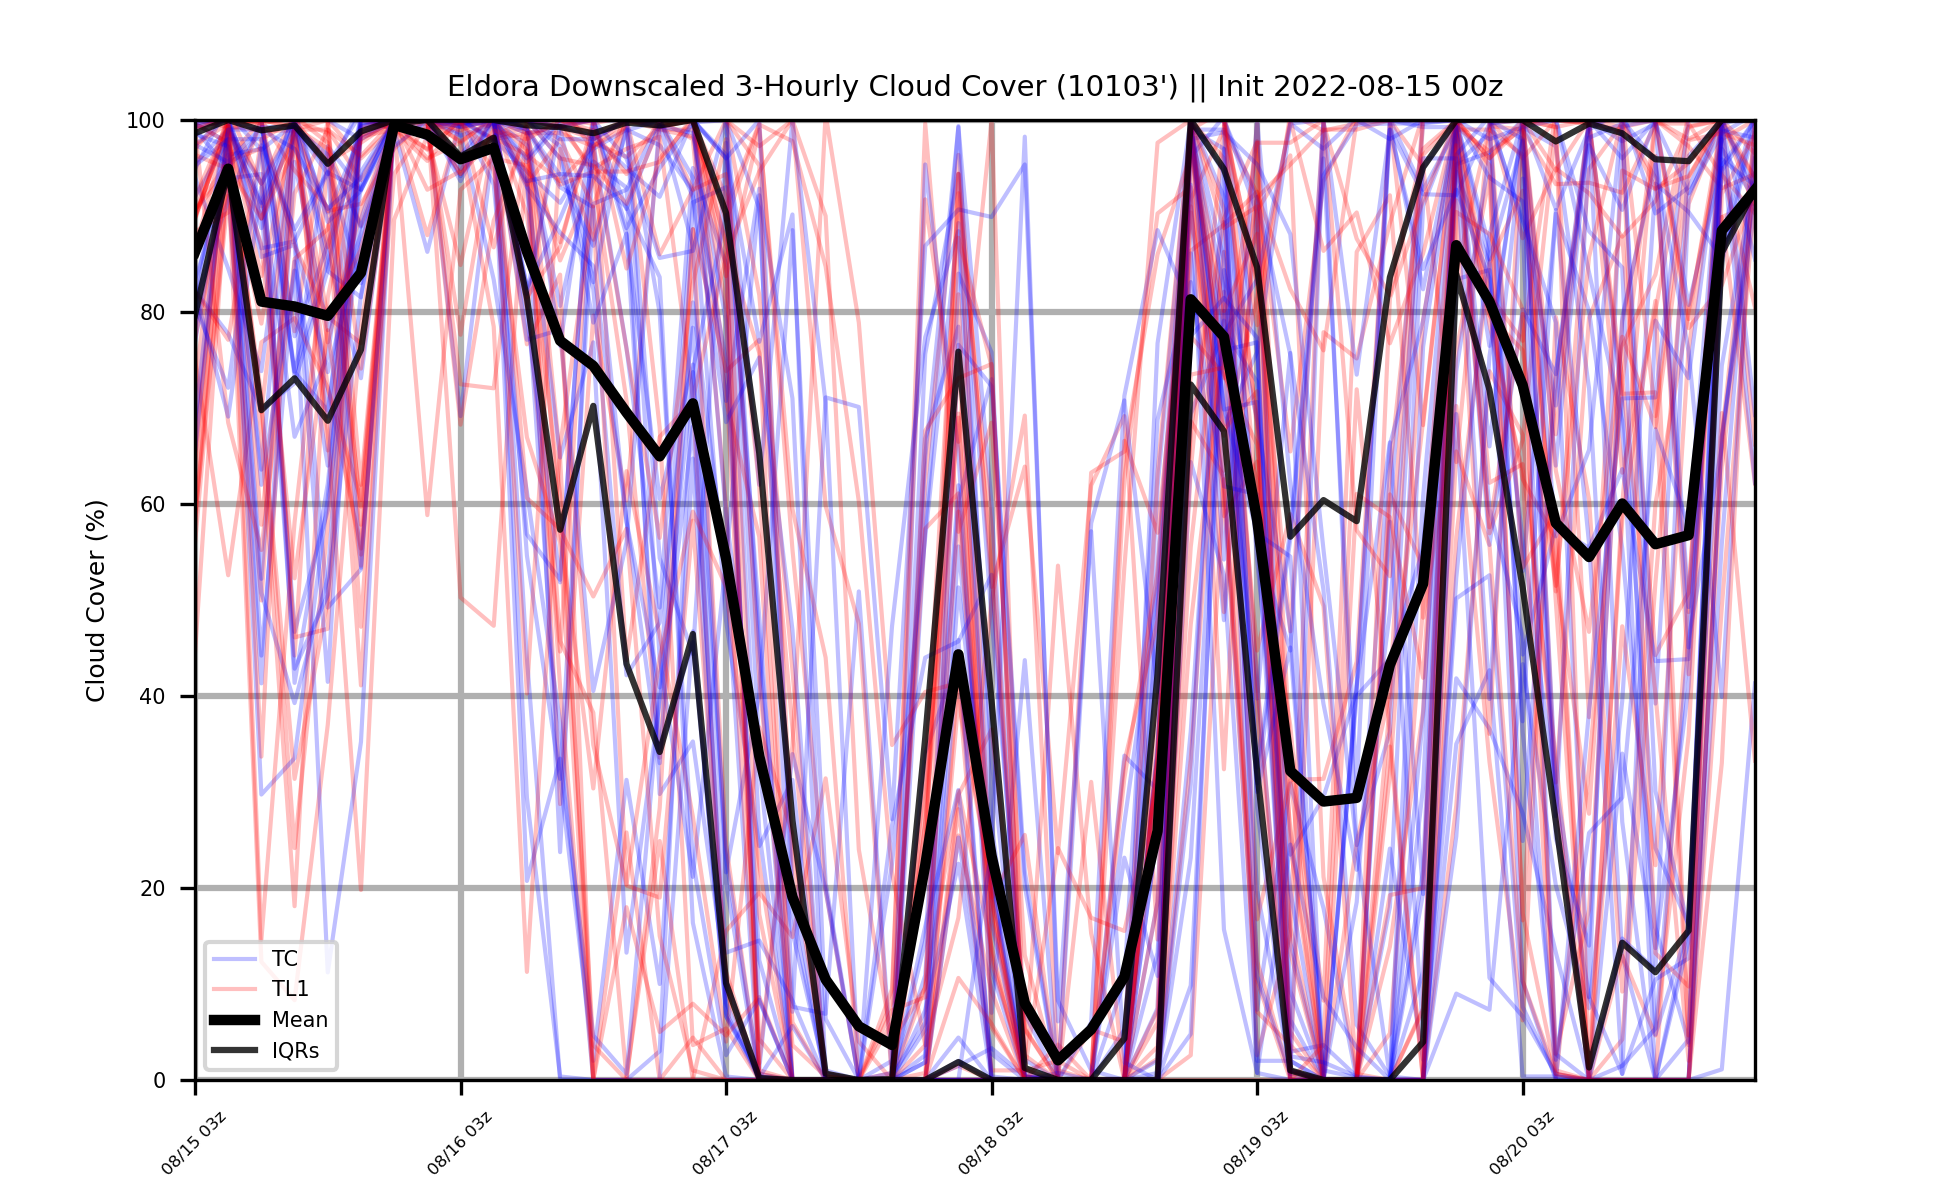 Eldora Downscaled 3-Hourly Cloud Cover (10103') || Init 2022-08-15 00z
Cloud Cover (%)
100
80
60
40
20
0
TC
TL1
Mean
IQRs
08/15 03z
08/16 03z
08/17 03z
08/18 03z
08/19 03z
08/20 03z